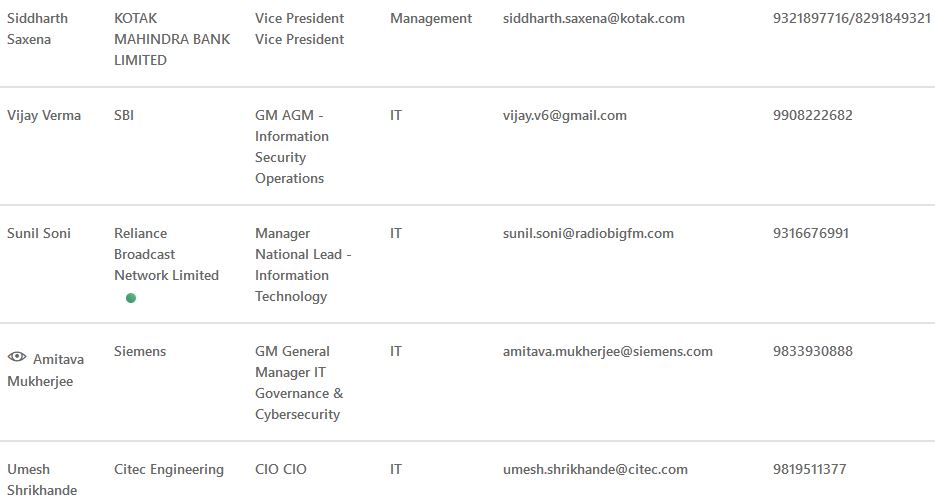 Siddharth Saxena KOTAK MAHINDRA BANK LIMITED Vice President Vice President Management siddharth.saxena@kotak.com 9321897716/8291849321
Vijay Verma SBI GM AGM - Information Security Operations IT vijay.v6@gmail.com 9908222682
Sunil Soni Reliance Broadcast Network Limited Manager National Lead - Information Technology IT sunil.soni@radiobigfm.com 9316676991
Amitava Mukherjee Siemens GM General Manager IT Governance & Cybersecurity IT amitava.mukherjee@siemens.com 9833930888
Umesh Shrikhande Citec Engineering CIO CIO IT umesh.shrikhande@citec.com 9819511377